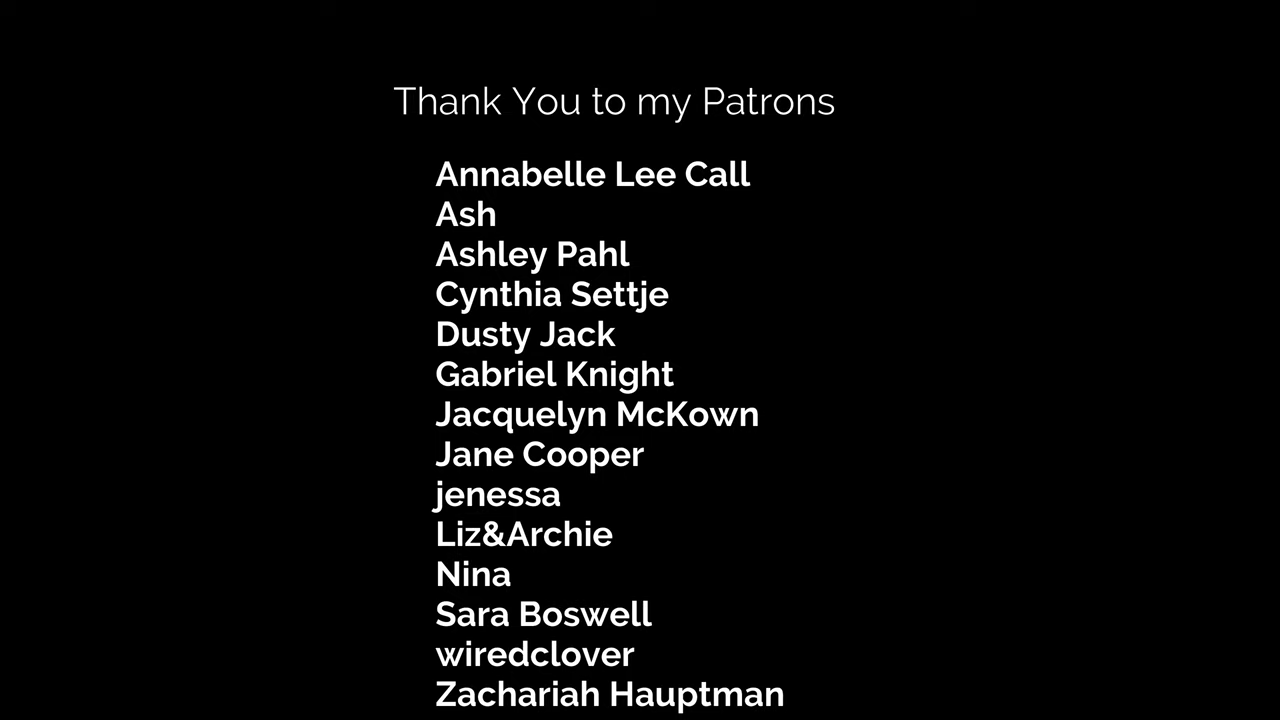 Thank You to my Patrons
Annabelle Lee Call
Ash
Ashley Pahl
Cynthia Settje
Dusty Jack
Gabriel Knight
Jacquelyn McKown
Jane Cooper
jenessa
Liz&Archie
Nina
Sara Boswell
wiredclover
Zachariah Hauptman